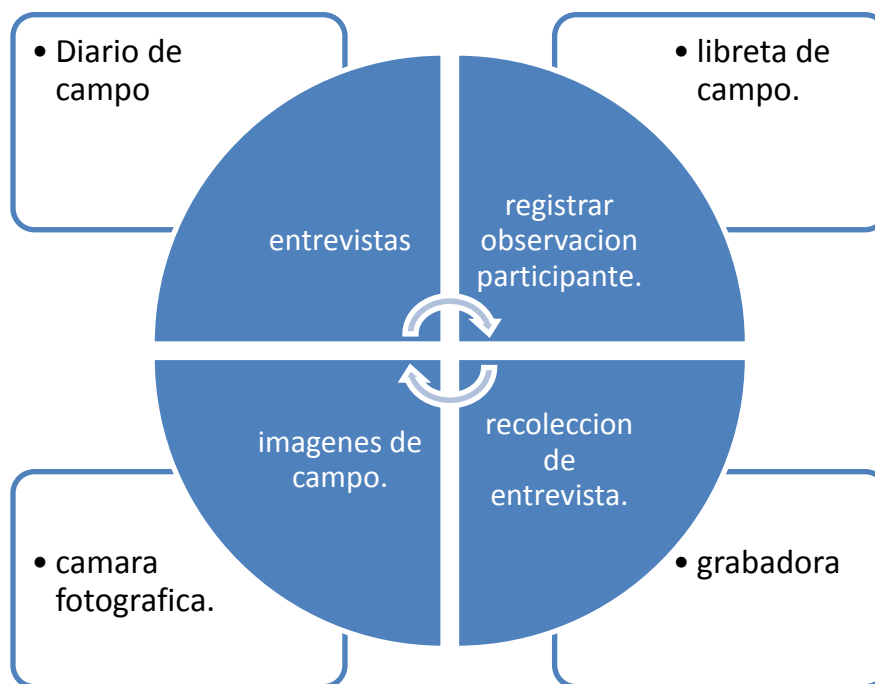 • Diario de
campo
• libreta de
campo.
entrevistas
registrar
observacion
participante.
imagenes de
campo.
recoleccion
de
entrevista.
• camara
fotografica.
• grabadora